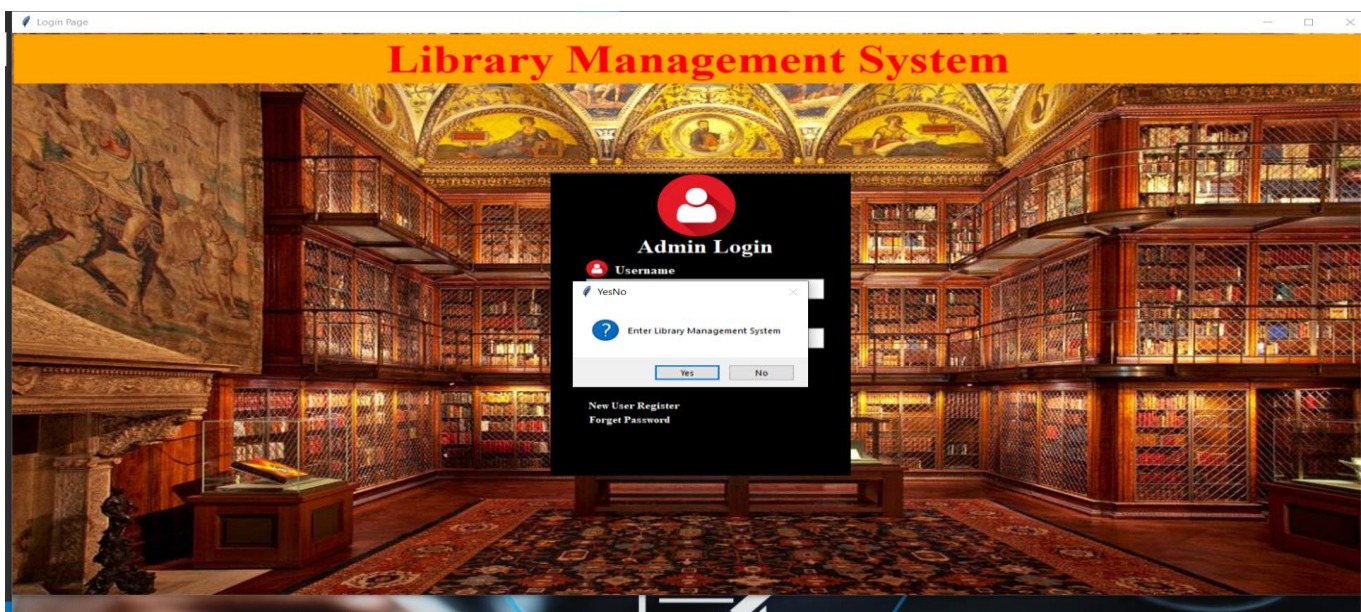 Login Page
Library Management System
Admin Login
Username
YesNo
Enter Library Management System
Yes No
New User Register
Forget Password